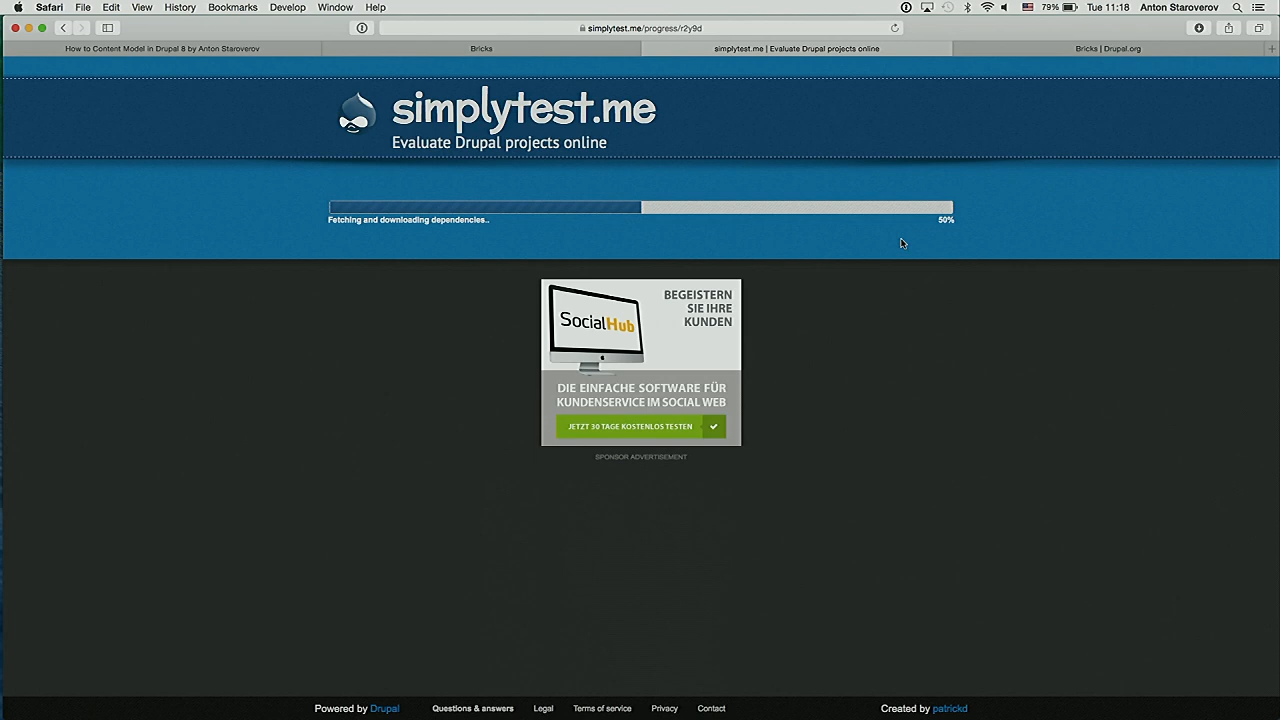 Safari File Edit View History Bookmarks Develop Window Help 79% Tue 11:18 Anton Staroverov
simplytest.me/progress/r2y9d
How to Content Model in Drupal 8 by Anton Staroverov Bricks simplytest.me | Evaluate Drupal projects online Bricks | Drupal.org
simplytest.me
Evaluate Drupal projects online
Fetching and downloading dependencies.. 50%
BEGEISTERN
SIE IHRE
KUNDEN
SocialHub
DIE EINFACHE SOFTWARE FÜR
KUNDENSERVICE IM SOCIAL WEB
JETZT 30 TAGE KOSTENLOS TESTEN
SPONSOR ADVERTISEMENT
Powered by Drupal Questions & answers Legal Terms of service Privacy Contact Created by patrickd